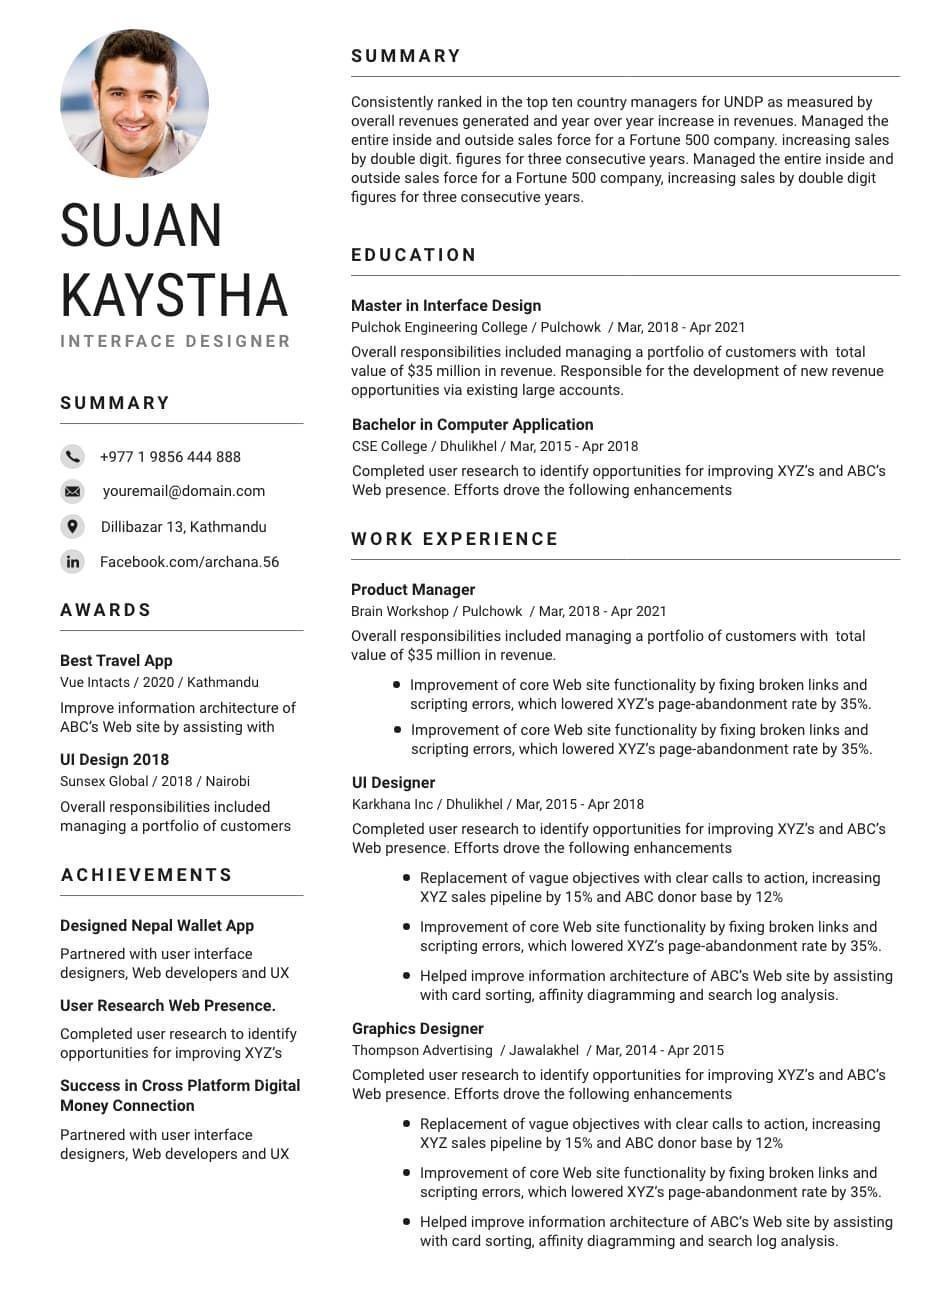 SUJAN
KAYSTHA
INTERFACE DESIGNER
SUMMARY
+977 1 9856 444 888
youremail@domain.com
Dillibazar 13, Kathmandu
in Facebook.com/archana.56
AWARDS
Best Travel App
Vue Intacts / 2020 / Kathmandu
Improve information architecture of
ABC’s Web site by assisting with
UI Design 2018
Sunsex Global / 2018 / Nairobi
Overall responsibilities included
managing a portfolio of customers
ACHIEVEMENTS
Designed Nepal Wallet App
Partnered with user interface
designers, Web developers and UX
User Research Web Presence.
Completed user research to identify
opportunities for improving XYZ’s
Success in Cross Platform Digital
Money Connection
Partnered with user interface
designers, Web developers and UX
SUMMARY
Consistently ranked in the top ten country managers for UNDP as measured by
overall revenues generated and year over year increase in revenues. Managed the
entire inside and outside sales force for a Fortune 500 company. increasing sales
by double digit. figures for three consecutive years. Managed the entire inside and
outside sales force for a Fortune 500 company, increasing sales by double digit
figures for three consecutive years.
EDUCATION
Master in Interface Design
Pulchok Engineering College / Pulchowk / Mar, 2018 - Apr 2021
Overall responsibilities included managing a portfolio of customers with total
value of $35 million in revenue. Responsible for the development of new revenue
opportunities via existing large accounts.
Bachelor in Computer Application
CSE College / Dhulikhel / Mar, 2015 - Apr 2018
Completed user research to identify opportunities for improving XYZ’s and ABC’s
Web presence. Efforts drove the following enhancements
WORK EXPERIENCE
Product Manager
Brain Workshop / Pulchowk / Mar, 2018 - Apr 2021
Overall responsibilities included managing a portfolio of customers with total
value of $35 million in revenue.
● Improvement of core Web site functionality by fixing broken links and
scripting errors, which lowered XYZ’s page-abandonment rate by 35%.
● Improvement of core Web site functionality by fixing broken links and
scripting errors, which lowered XYZ’s page-abandonment rate by 35%.
UI Designer
Karkhana Inc / Dhulikhel / Mar, 2015 - Apr 2018
Completed user research to identify opportunities for improving XYZ’s and ABC’s
Web presence. Efforts drove the following enhancements
● Replacement of vague objectives with clear calls to action, increasing
XYZ sales pipeline by 15% and ABC donor base by 12%
● Improvement of core Web site functionality by fixing broken links and
scripting errors, which lowered XYZ’s page-abandonment rate by 35%.
● Helped improve information architecture of ABC’s Web site by assisting
with card sorting, affinity diagramming and search log analysis.
Graphics Designer
Thompson Advertising / Jawalakhel / Mar, 2014 - Apr 2015
Completed user research to identify opportunities for improving XYZ’s and ABC’s
Web presence. Efforts drove the following enhancements
● Replacement of vague objectives with clear calls to action, increasing
XYZ sales pipeline by 15% and ABC donor base by 12%
● Improvement of core Web site functionality by fixing broken links and
scripting errors, which lowered XYZ’s page-abandonment rate by 35%.
● Helped improve information architecture of ABC’s Web site by assisting
with card sorting, affinity diagramming and search log analysis.